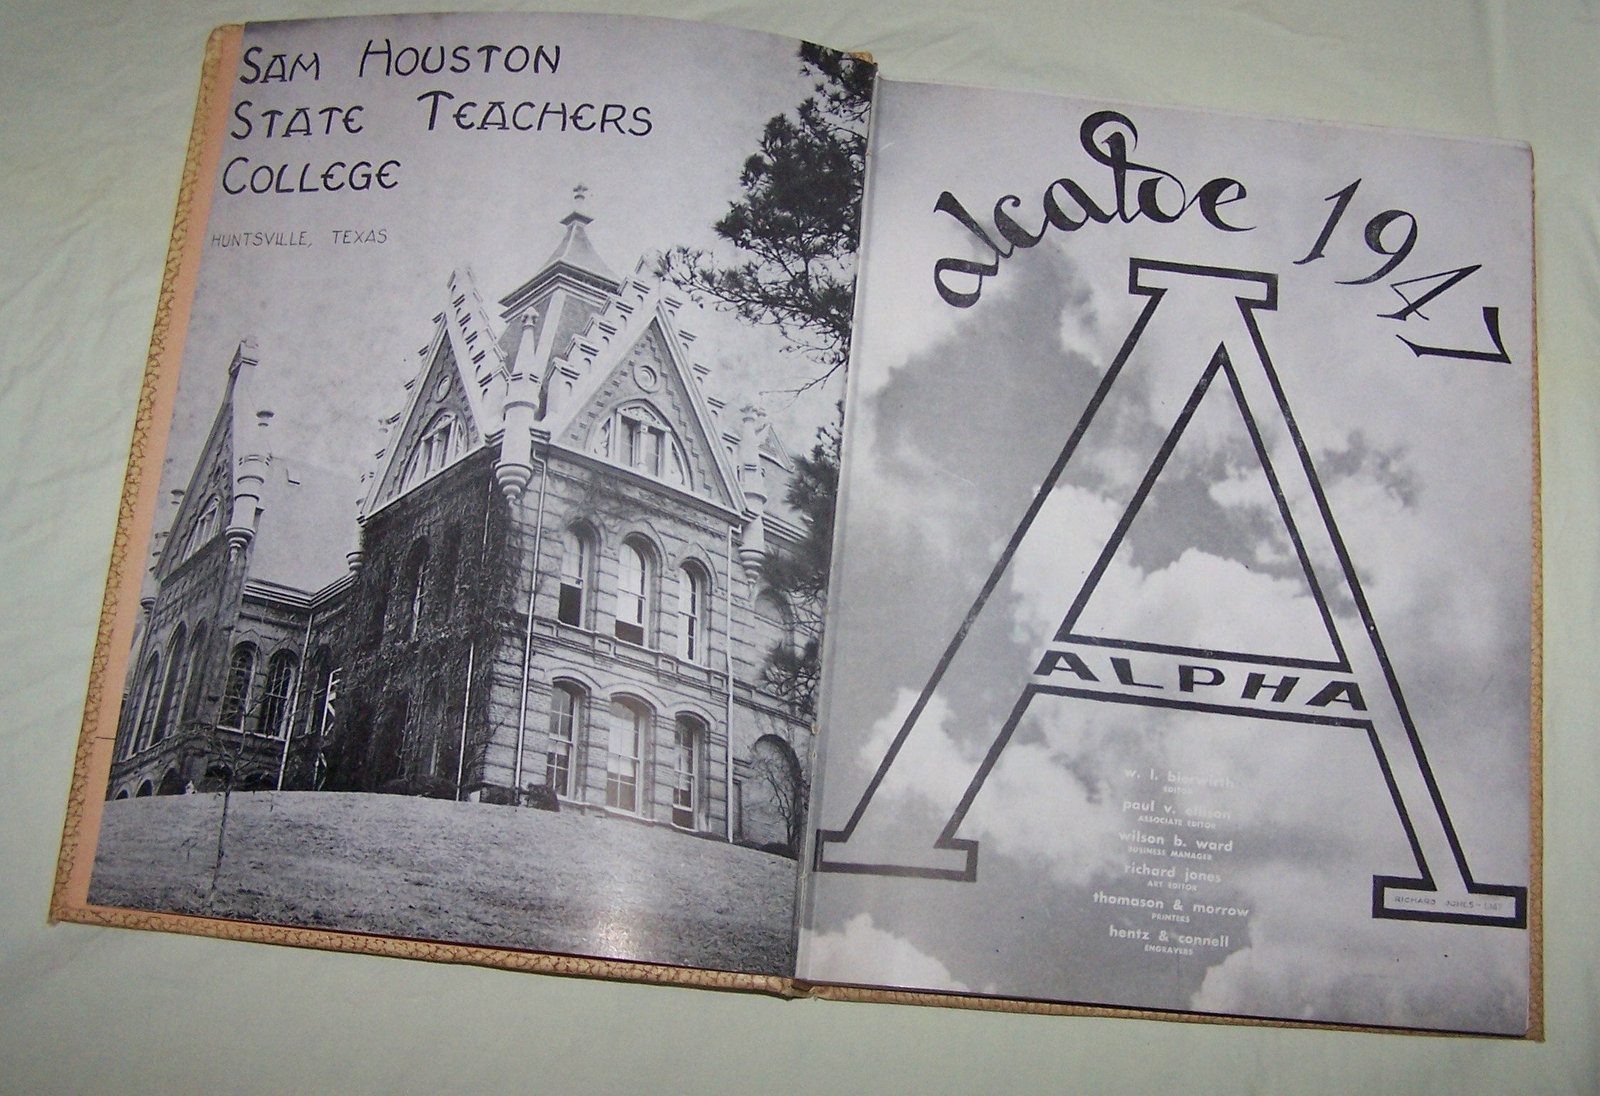 SAM HOUSTON
STATE TEACHERS
COLLEGE
HUNTSVILLE, TEXAS
alcalde 1947
ALPHA
w. l. bierwirth
EDITOR
paul v. ellison
ASSOCIATE EDITOR
wilson b. ward
BUSINESS MANAGER
richard jones
ART EDITOR
thomason & morrow
PRINTERS
hentz & connell
ENGRAVERS
RICHARD JONES - 1947